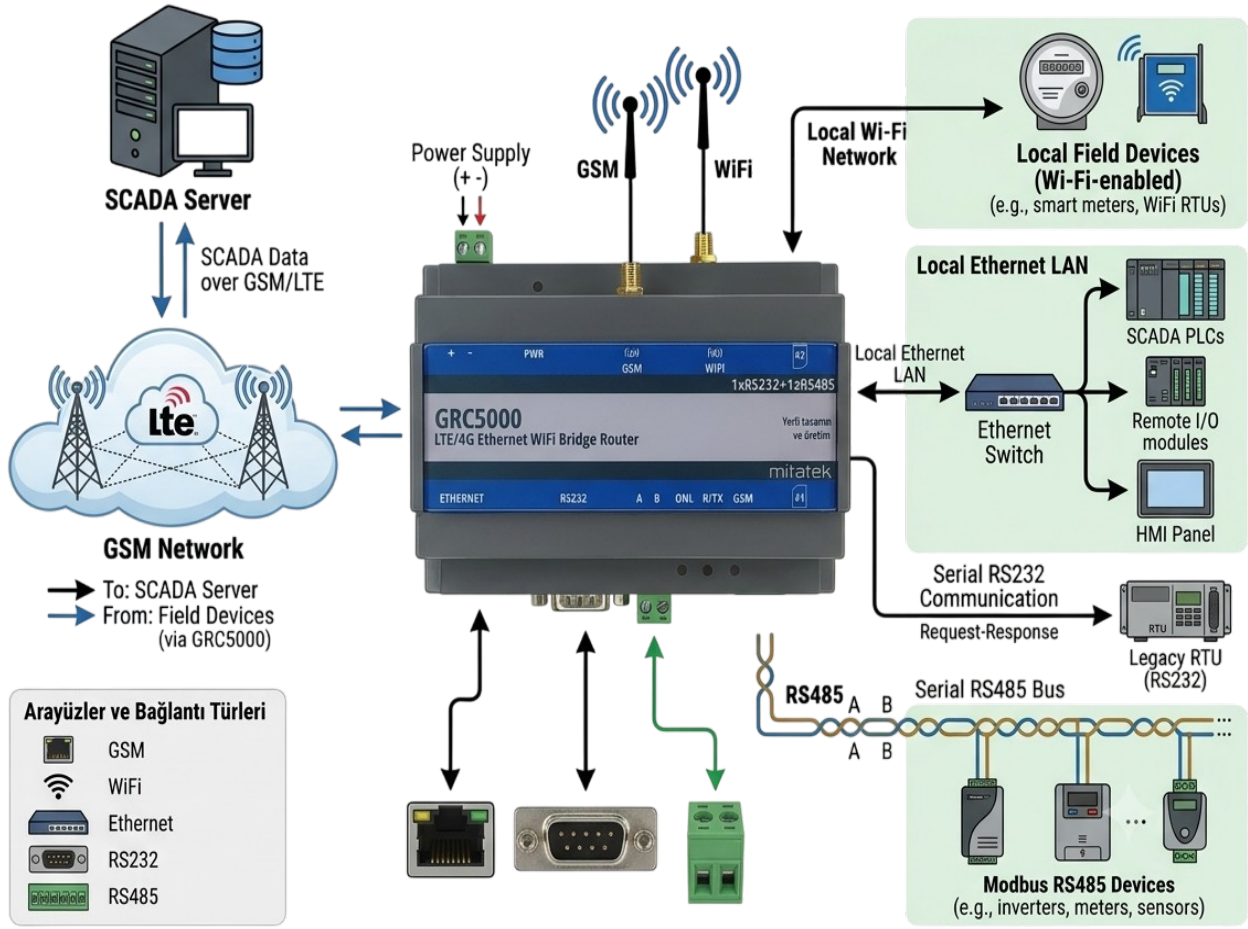 SCADA Server
SCADA Data
over GSM/LTE
Lte
GSM Network
To: SCADA Server
From: Field Devices
(via GRC5000)
Arayüzler ve Bağlantı Türleri
GSM
WiFi
Ethernet
RS232
RS485
Power Supply
(+ -)
GSM
WiFi
+ -
PWR
GSM
WIPI
1xRS232+12R5485
GRC5000
LTE/4G Ethernet WiFi Bridge Router
Yerfi tasamın
ve öretim
mitatek
ETHERNET
RS232
A B
ONL R/TX GSM
Local Wi-Fi
Network
860009
Local Field Devices
(Wi-Fi-enabled)
(e.g., smart meters, WiFi RTUs)
Local Ethernet LAN
Local Ethernet
LAN
Ethernet
Switch
SCADA PLCs
Remote I/O
modules
HMI Panel
Serial RS232
Communication
Request-Response
RTU
Legacy RTU
(RS232)
RS485
A B
A B
Serial RS485 Bus
...
...
...
Modbus RS485 Devices
(e.g., inverters, meters, sensors)